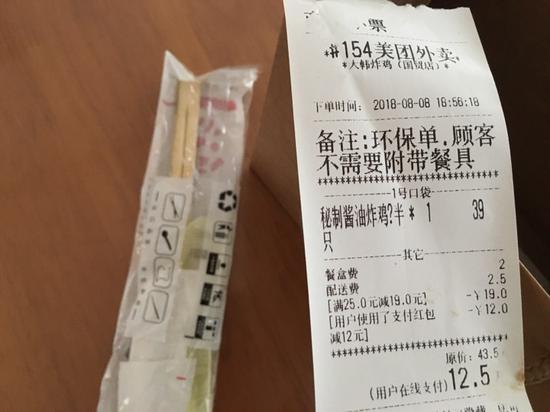 票
#154美团外卖
*大韩炸鸡(国贸店)*
下单时间: 2018-08-08 16:56:18
备注:环保单,顾客
不需要附带餐具
********************************
1号口袋
秘制酱油炸鸡?半 * 1 39
只
其它
餐盒费 2
配送费 2.5
[满25.0元减19.0元] -￥19.0
[用户使用了支付红包 -￥12.0
减12元]
********************************
原价: 43.5
(用户在线支付) 12.5